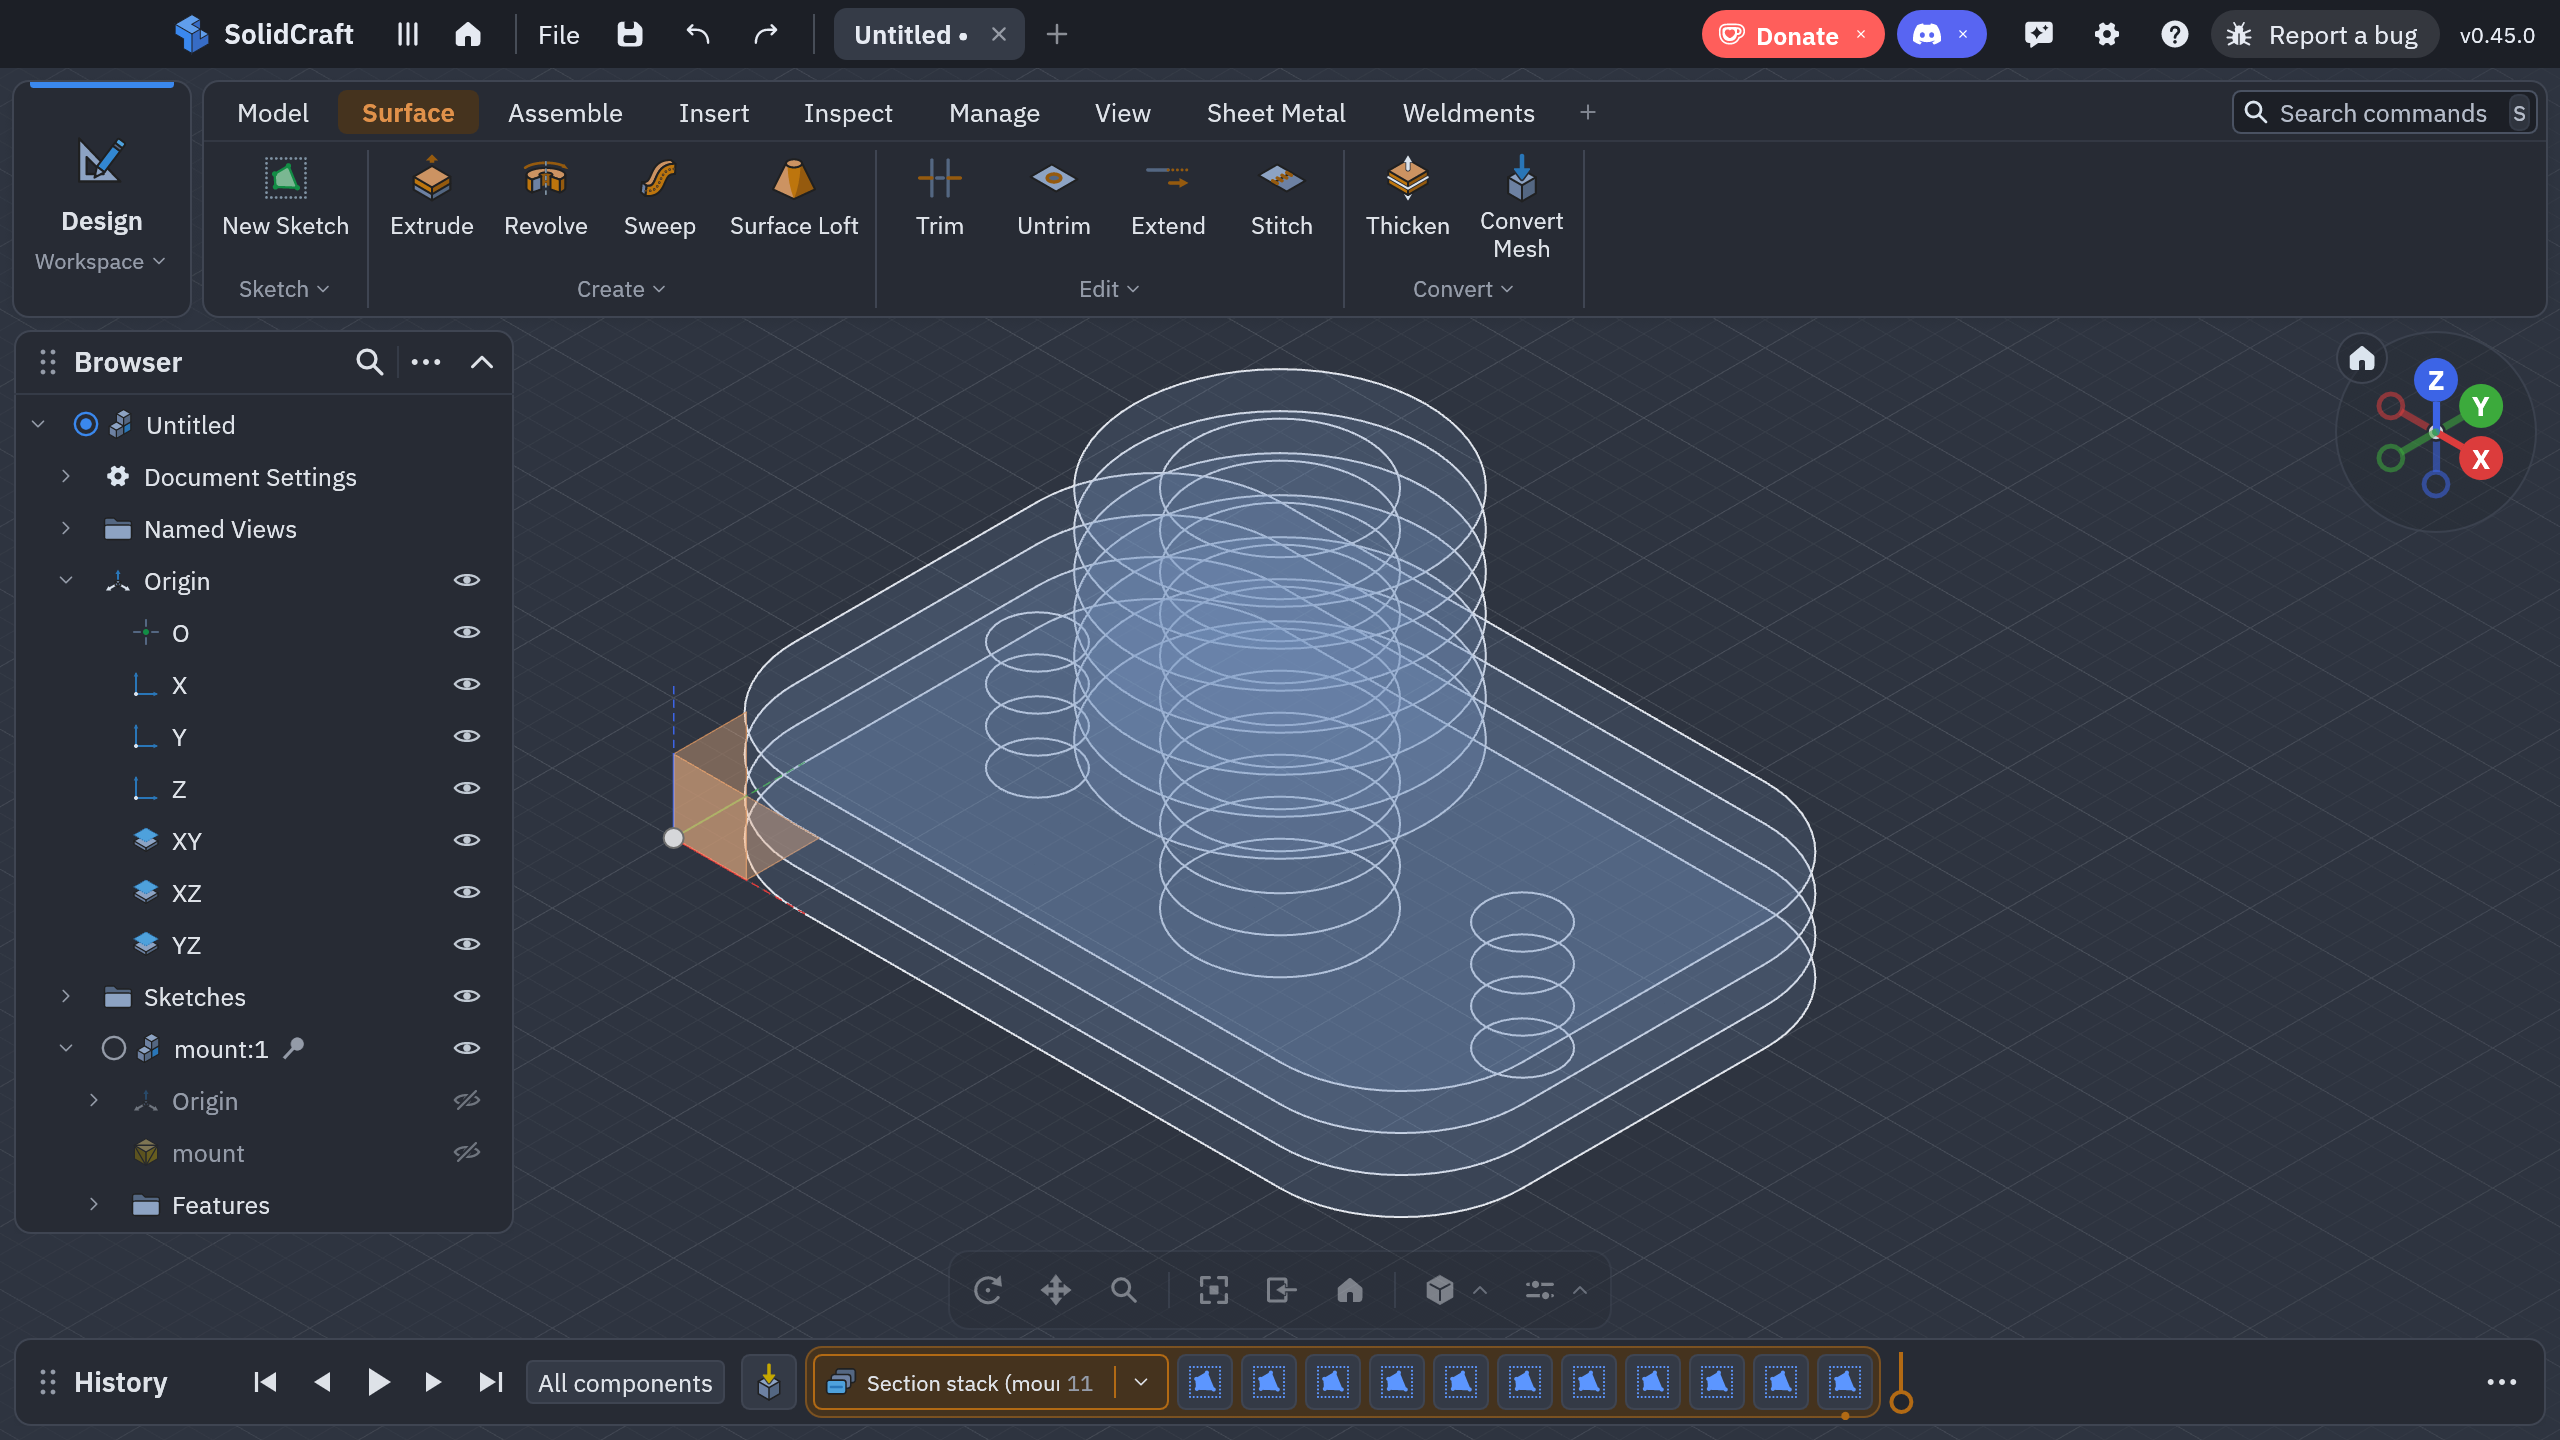 SolidCraft
File
Untitled •
Donate
Report a bug
v0.45.0
Design
Workspace
Model
Surface
Assemble
Insert
Inspect
Manage
View
Sheet Metal
Weldments
Search commands
S
New Sketch
Extrude
Revolve
Sweep
Surface Loft
Trim
Untrim
Extend
Stitch
Thicken
Convert
Mesh
Sketch
Create
Edit
Convert
Browser
Untitled
Document Settings
Named Views
Origin
O
X
Y
Z
XY
XZ
YZ
Sketches
mount:1
Origin
mount
Features
Z
Y
X
History
All components
Section stack (mou 11